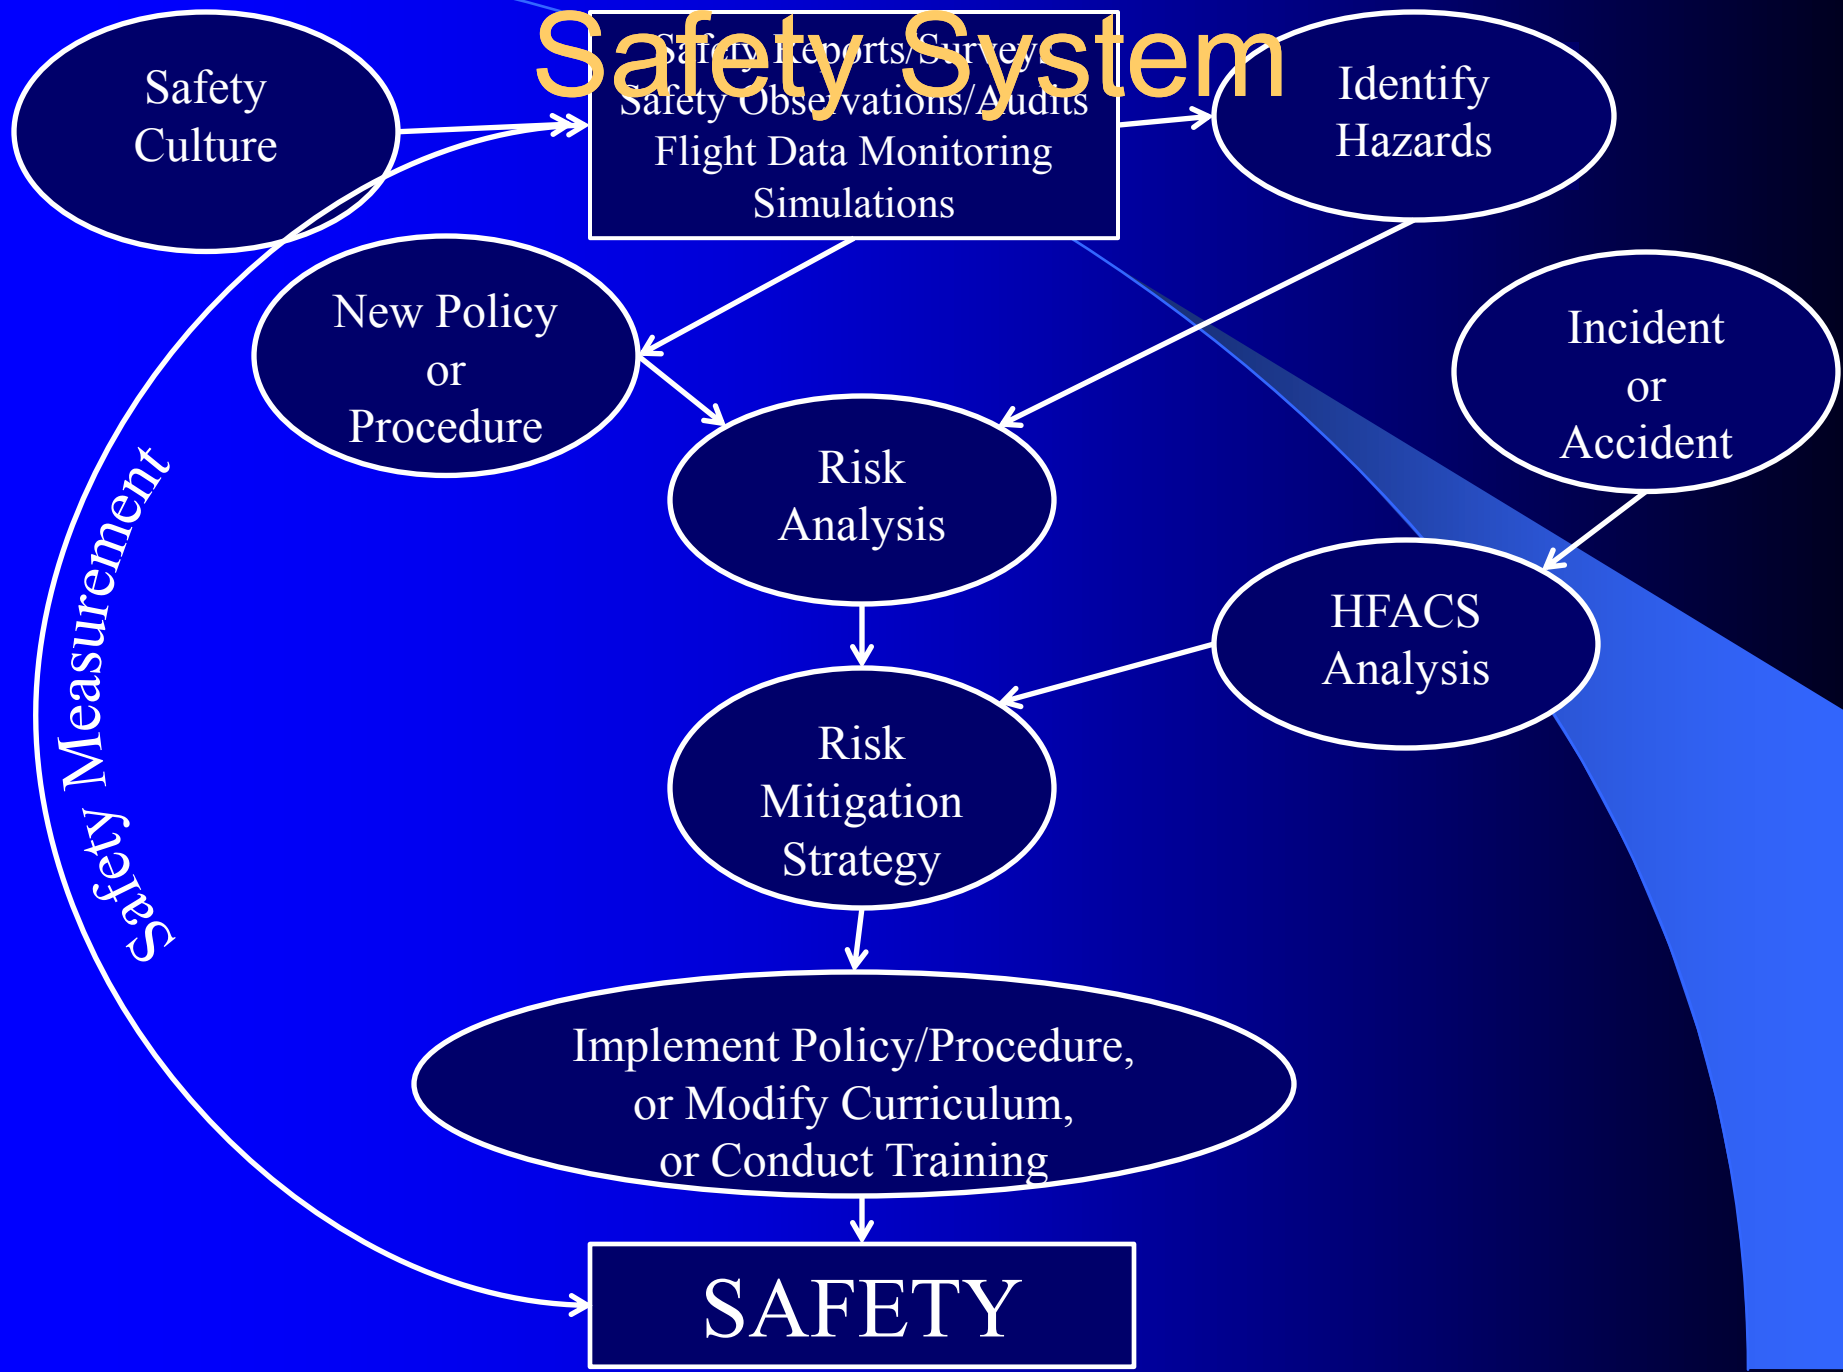 Safety System
Safety
Culture
Safety Reports/Surveys
Safety Observations/Audits
Flight Data Monitoring
Simulations
Identify
Hazards
New Policy
or
Procedure
Incident
or
Accident
Risk
Analysis
HFACS
Analysis
Safety Measurement
Risk
Mitigation
Strategy
Implement Policy/Procedure,
or Modify Curriculum,
or Conduct Training
SAFETY